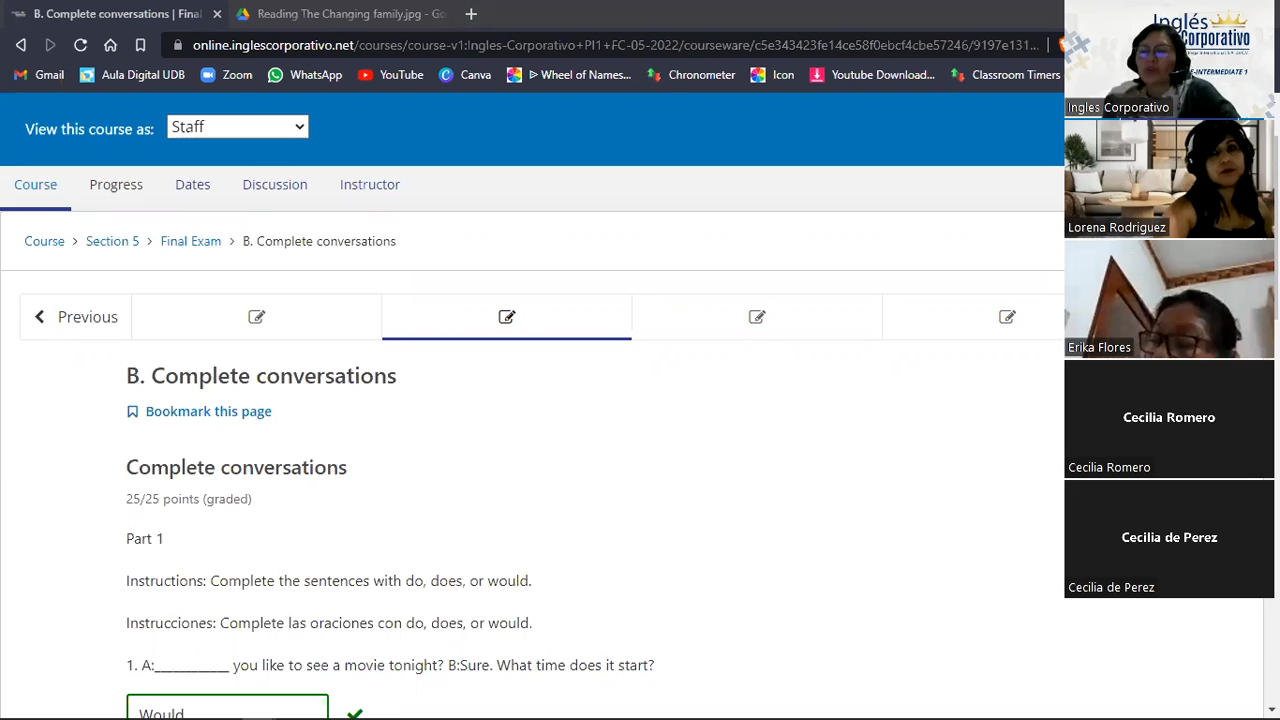 B. Complete conversations | Final
Reading The Changing family.jpg - Go
online.inglescorporativo.net/courses/course-v1:Ingles-Corporativo+PI1+FC-05-2022/courseware/
Gmail
Aula Digital UJB
Zoom
WhatsApp
YouTube
Canva
Wheel of Names...
Converter
Icon
Youtube Downloa...
Classroom Timers
View this course as:
Staff
Course
Progress
Dates
Discussion
Instructor
Course > Section 5 > Final Exam > B. Complete conversations
Previous
B. Complete conversations
Bookmark this page
Complete conversations
25/25 points (graded)
Part 1
Instructions: Complete the sentences with do, does, or would.
Instrucciones: Complete las oraciones con do, does, or would.
1. A:___________ you like to see a movie tonight? B:Sure. What time does it start?
Would
Inglés
Corporativo
E-INTERMEDIATE 1
Ingles Corporativo
Lorena Rodriguez
Erika Flores
Cecilia Romero
Cecilia Romero
Cecilia de Perez
Cecilia de Perez